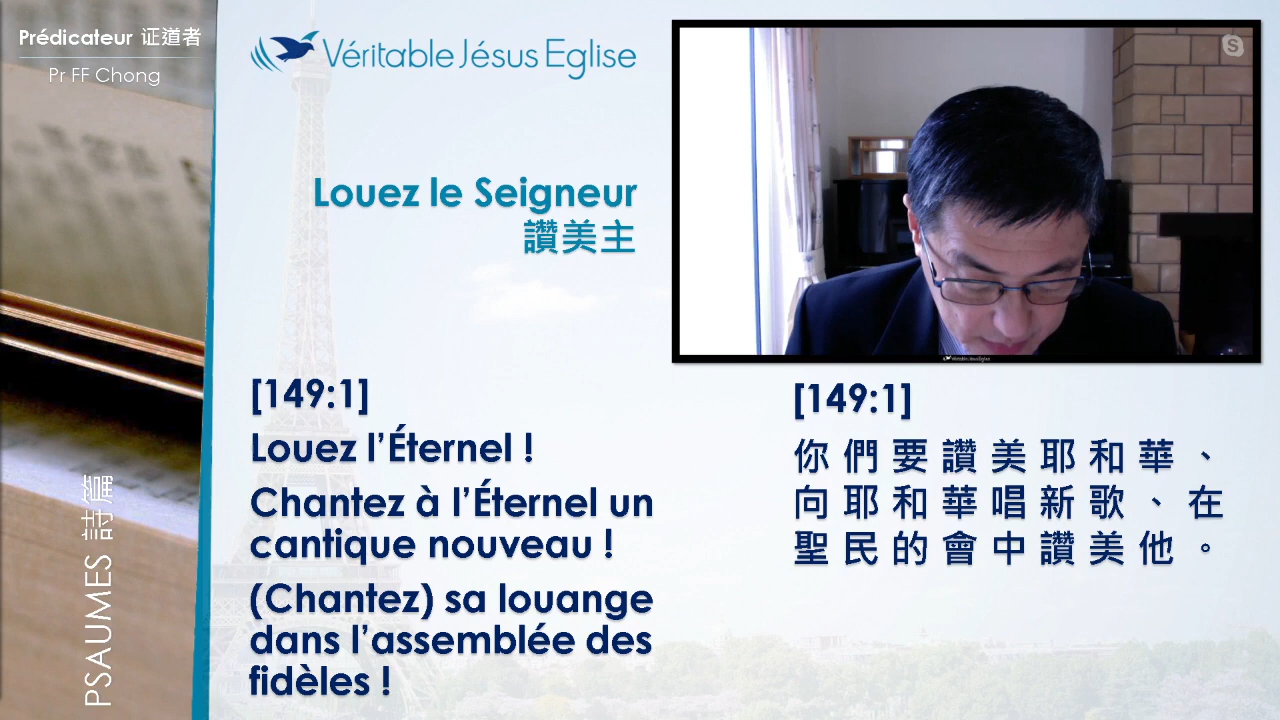 Prédicateur 证道者
Pr FF Chong
Véritable Jésus Eglise
Louez le Seigneur
讚美主
[149:1]
Louez l’Éternel !
Chantez à l’Éternel un
cantique nouveau !
(Chantez) sa louange
dans l’assemblée des
fidèles !
[149:1]
你們要讚美耶和華、
向耶和華唱新歌、在
聖民的會中讚美他。
PSAUMES 詩篇
Véritable Jésus Eglise